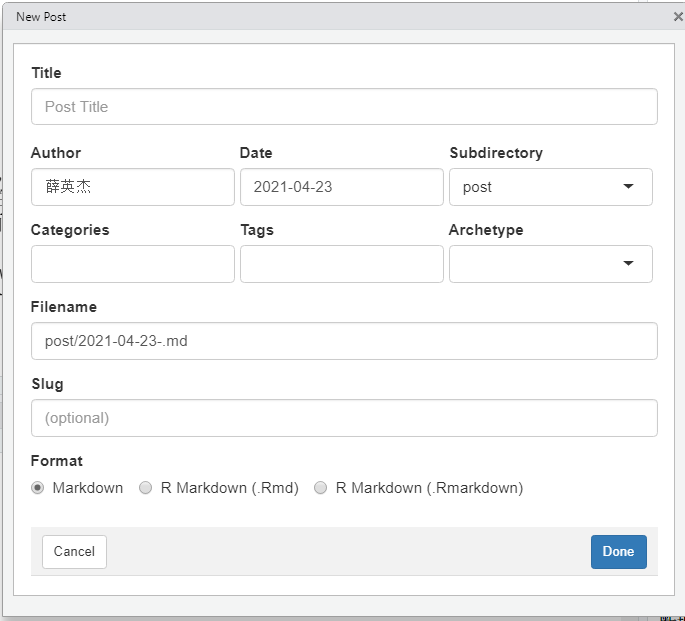 New Post
Title
Post Title
Author Date Subdirectory
薛英杰 2021-04-23 post
Categories Tags Archetype
Filename
post/2021-04-23-.md
Slug
(optional)
Format
Markdown R Markdown (.Rmd) R Markdown (.Rmarkdown)
Cancel Done